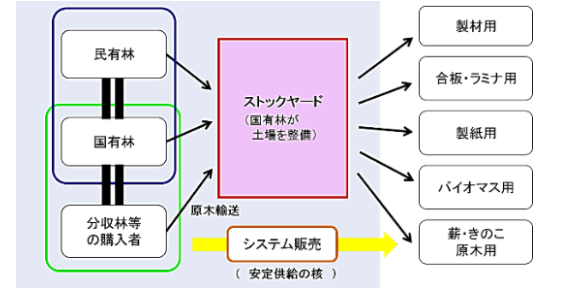 民有林
国有林
分収林等
の購入者
原木輸送
ストックヤード
(国有林が
土場を整備)
システム販売
( 安定供給の核 )
製材用
合板・ラミナ用
製紙用
バイオマス用
薪・きのこ
原木用